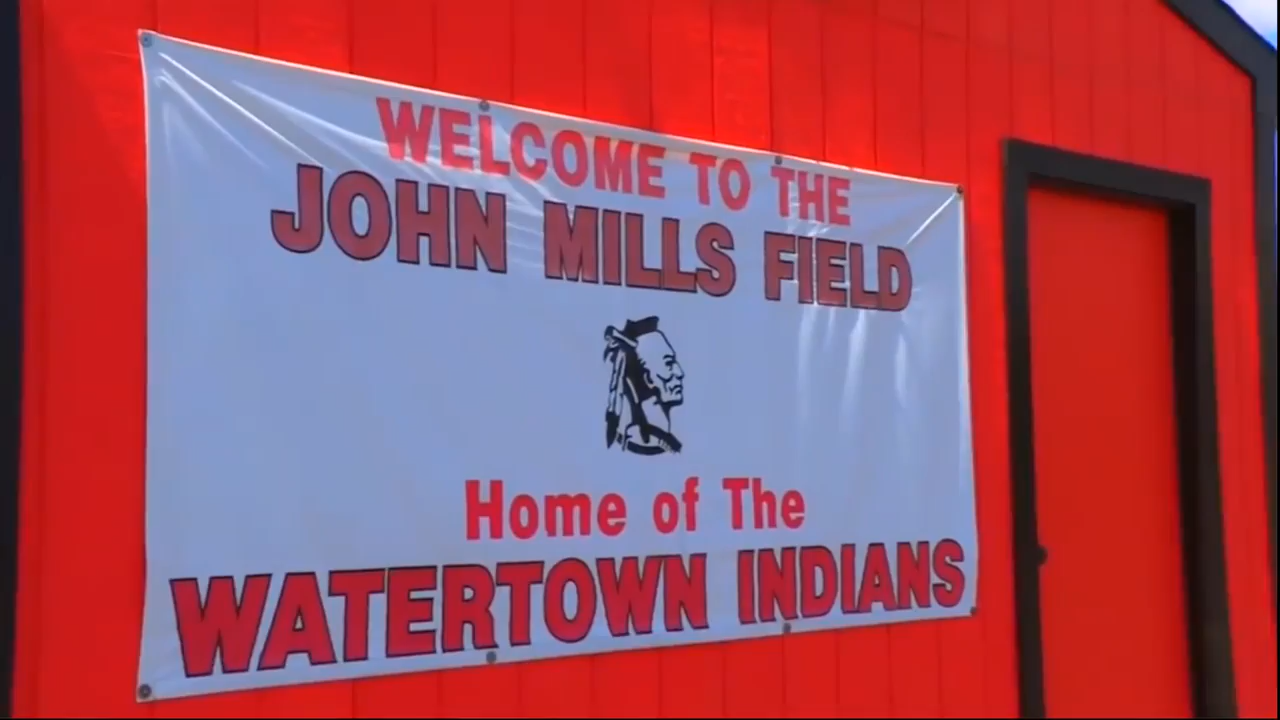 WELCOME TO THE
JOHN MILLS FIELD
Home of The
WATERTOWN INDIANS